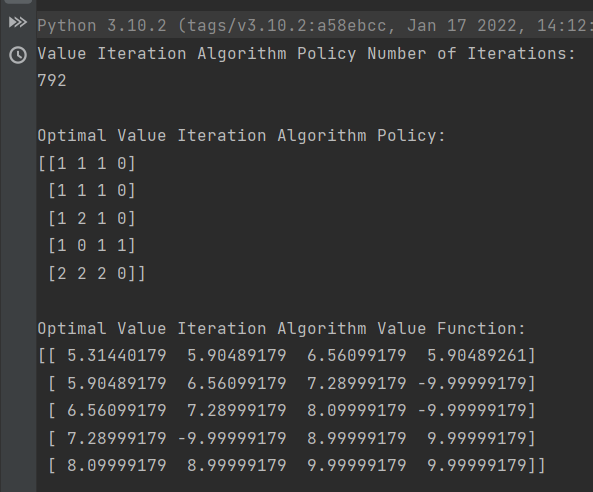 Python 3.10.2 (tags/v3.10.2:a58ebcc, Jan 17 2022, 14:12:
Value Iteration Algorithm Policy Number of Iterations:
792
Optimal Value Iteration Algorithm Policy:
[[1 1 1 0]
 [1 1 1 0]
 [1 2 1 0]
 [1 0 1 1]
 [2 2 2 0]]
Optimal Value Iteration Algorithm Value Function:
[[ 5.31440179  5.90489179  6.56099179  5.90489261]
 [ 5.90489179  6.56099179  7.28999179 -9.99999179]
 [ 6.56099179  7.28999179  8.09999179 -9.99999179]
 [ 7.28999179 -9.99999179  8.99999179  9.99999179]
 [ 8.09999179  8.99999179  9.99999179  9.99999179]]